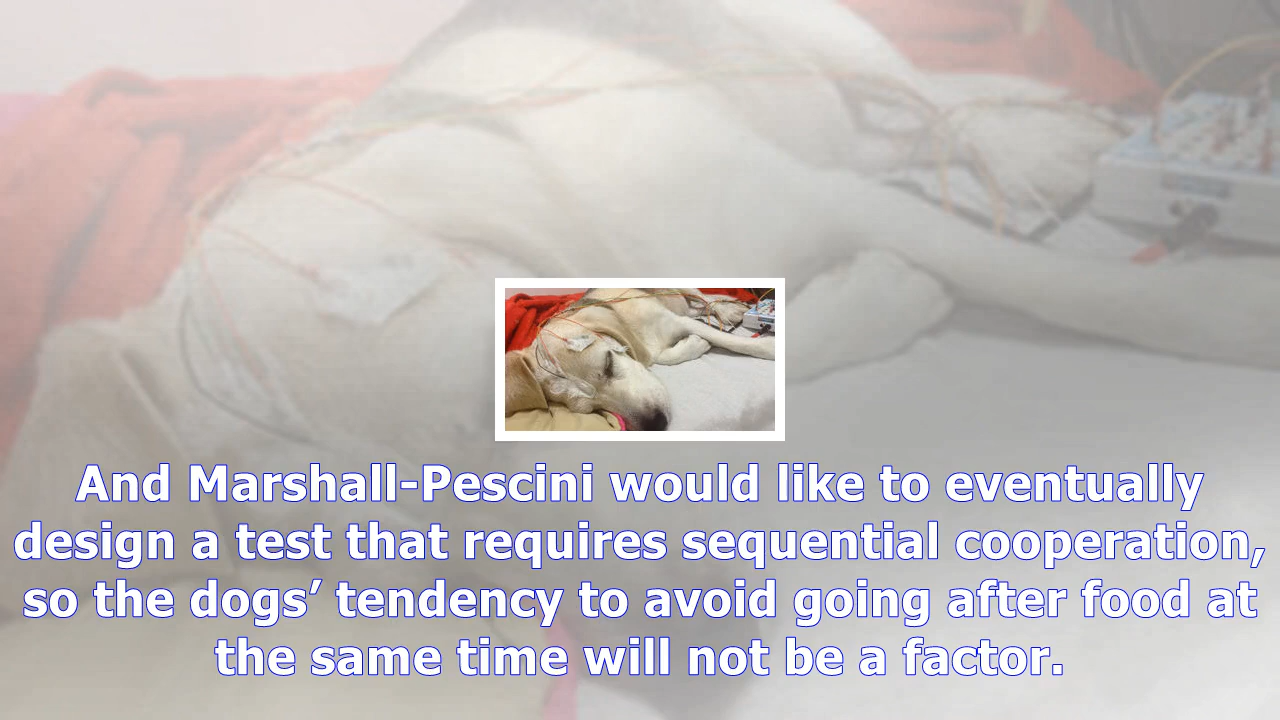 And Marshall-Pescini would like to eventually
design a test that requires sequential cooperation,
so the dogs’ tendency to avoid going after food at
the same time will not be a factor.